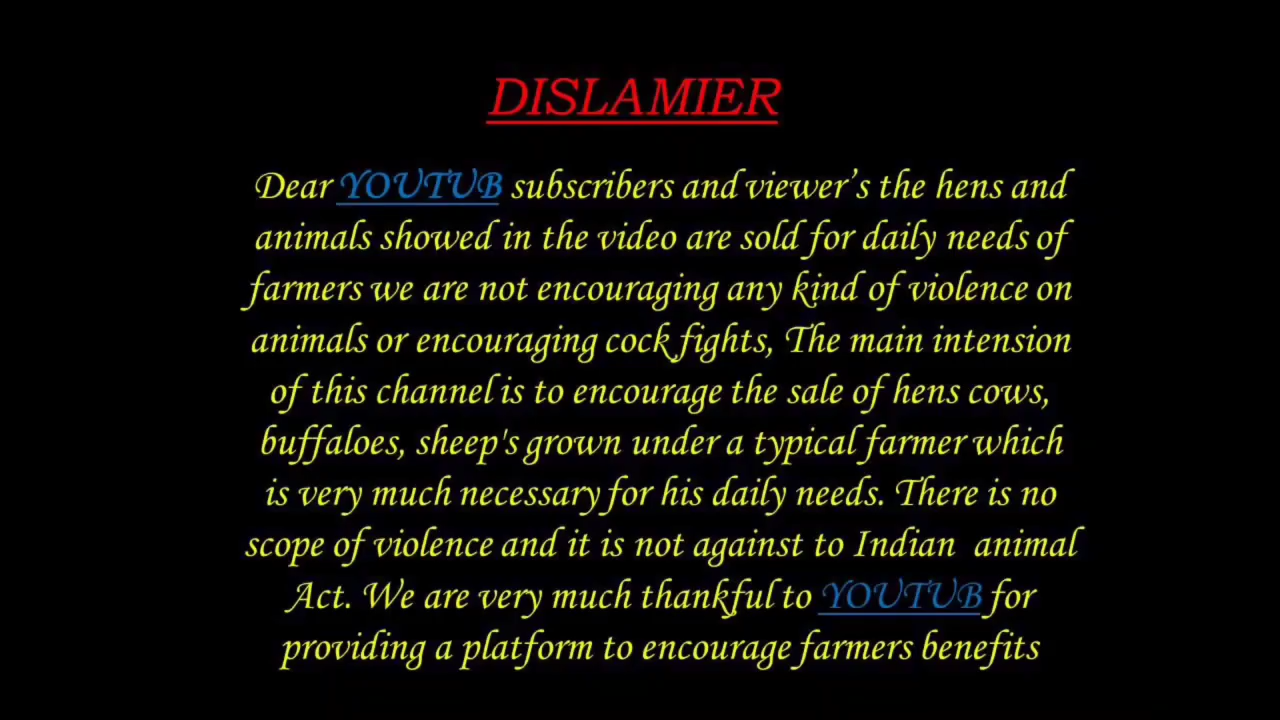 DISLAMIER
Dear YOUTUB subscribers and viewer’s the hens and
animals showed in the video are sold for daily needs of
farmers we are not encouraging any kind of violence on
animals or encouraging cock fights, The main intension
of this channel is to encourage the sale of hens cows,
buffaloes, sheep's grown under a typical farmer which
is very much necessary for his daily needs. There is no
scope of violence and it is not against to Indian  animal
Act. We are very much thankful to YOUTUB for
providing a platform to encourage farmers benefits